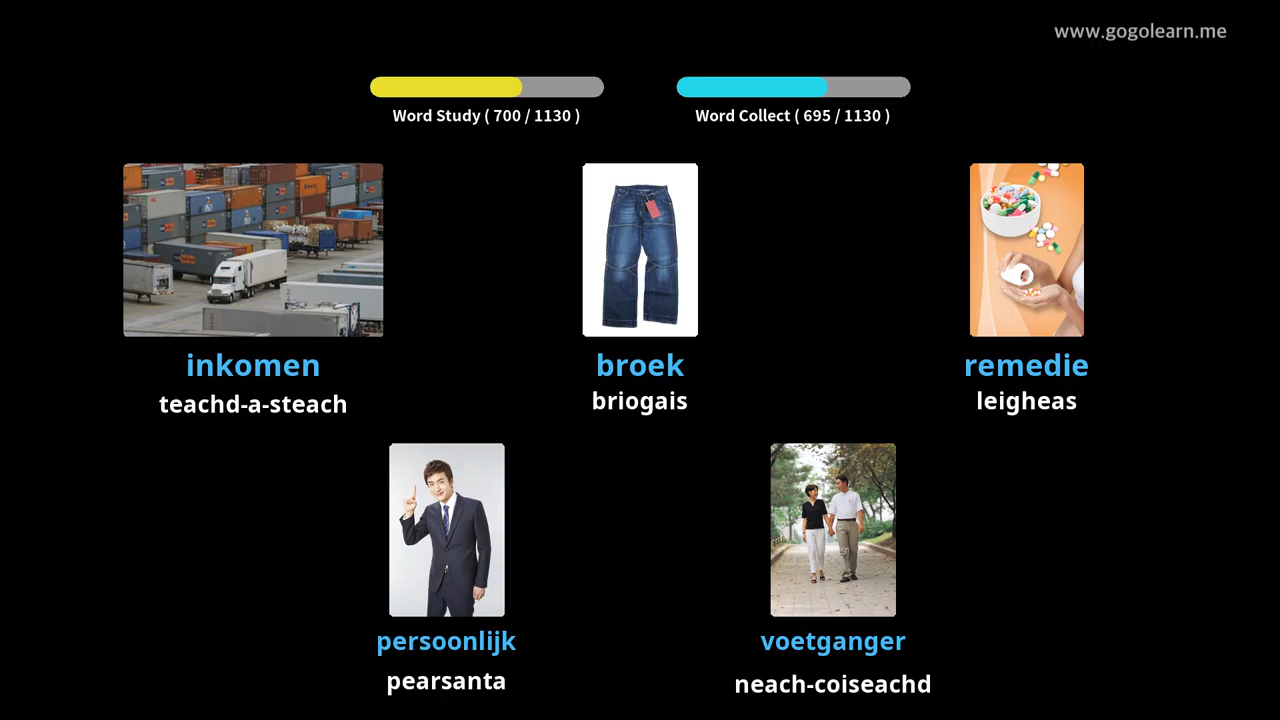 www.gogolearn.me
Word Study ( 700 / 1130 )
Word Collect ( 695 / 1130 )
inkomen
teachd-a-steach
broek
briogais
remedie
leigheas
persoonlijk
pearsanta
voetganger
neach-coiseachd